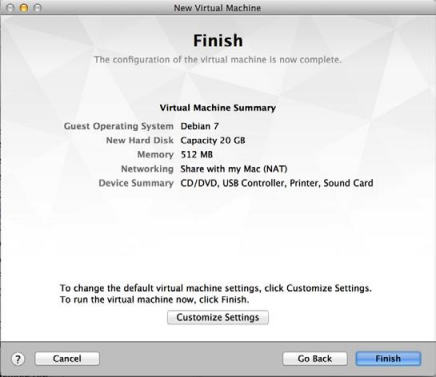 New Virtual Machine
Finish
The configuration of the virtual machine is now complete.
Virtual Machine Summary
Guest Operating System Debian 7
New Hard Disk Capacity 20 GB
Memory 512 MB
Networking Share with my Mac (NAT)
Device Summary CD/DVD, USB Controller, Printer, Sound Card
To change the default virtual machine settings, click Customize Settings.
To run the virtual machine now, click Finish.
Customize Settings
? Cancel Go Back Finish